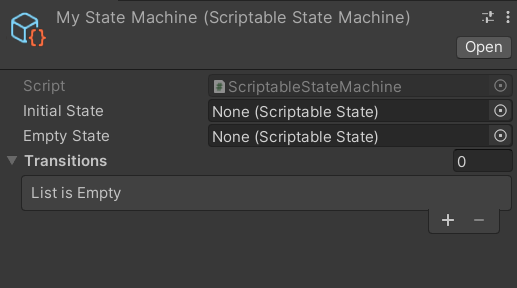 My State Machine (Scriptable State Machine)
Open
Script ScriptableStateMachine
Initial State None (Scriptable State)
Empty State None (Scriptable State)
Transitions 0
List is Empty